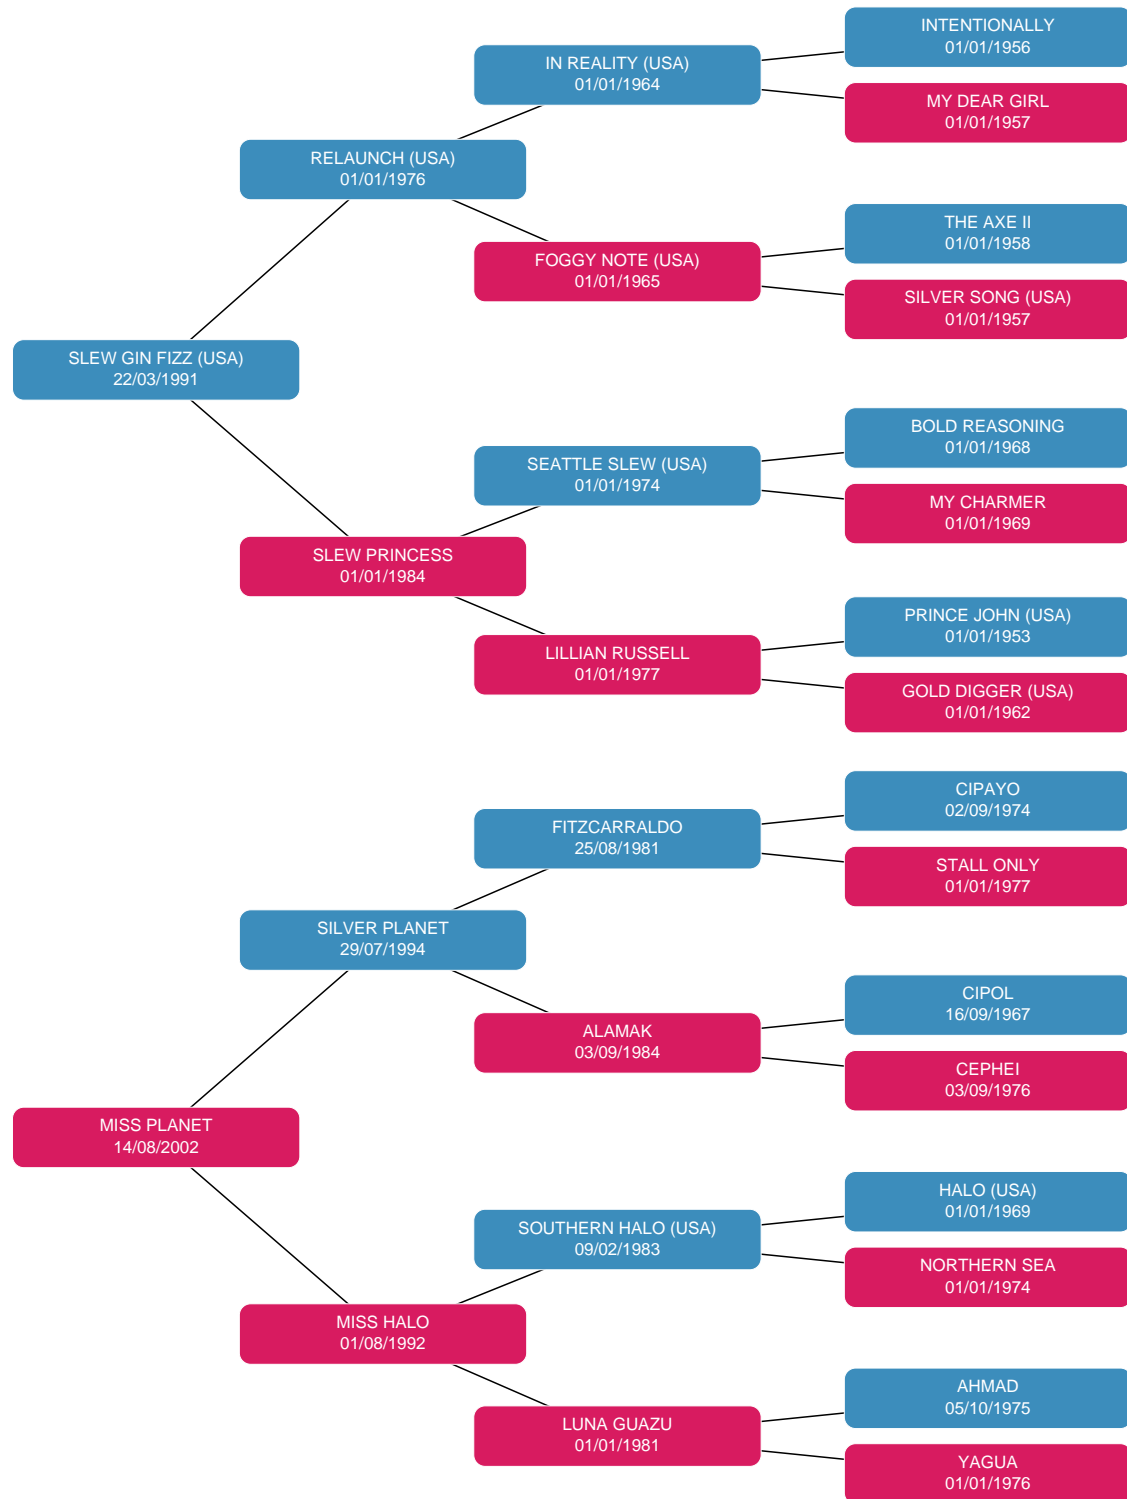 INTENTIONALLY
01/01/1956
IN REALITY (USA)
01/01/1964
MY DEAR GIRL
01/01/1957
RELAUNCH (USA)
01/01/1976
THE AXE II
01/01/1958
FOGGY NOTE (USA)
01/01/1965
SILVER SONG (USA)
01/01/1957
SLEW GIN FIZZ (USA)
22/03/1991
BOLD REASONING
01/01/1968
SEATTLE SLEW (USA)
01/01/1974
MY CHARMER
01/01/1969
SLEW PRINCESS
01/01/1984
PRINCE JOHN (USA)
01/01/1953
LILLIAN RUSSELL
01/01/1977
GOLD DIGGER (USA)
01/01/1962
CIPAYO
02/09/1974
FITZCARRALDO
25/08/1981
STALL ONLY
01/01/1977
SILVER PLANET
29/07/1994
CIPOL
16/09/1967
ALAMAK
03/09/1984
CEPHEI
03/09/1976
MISS PLANET
14/08/2002
HALO (USA)
01/01/1969
SOUTHERN HALO (USA)
09/02/1983
NORTHERN SEA
01/01/1974
MISS HALO
01/08/1992
AHMAD
05/10/1975
LUNA GUAZU
01/01/1981
YAGUA
01/01/1976